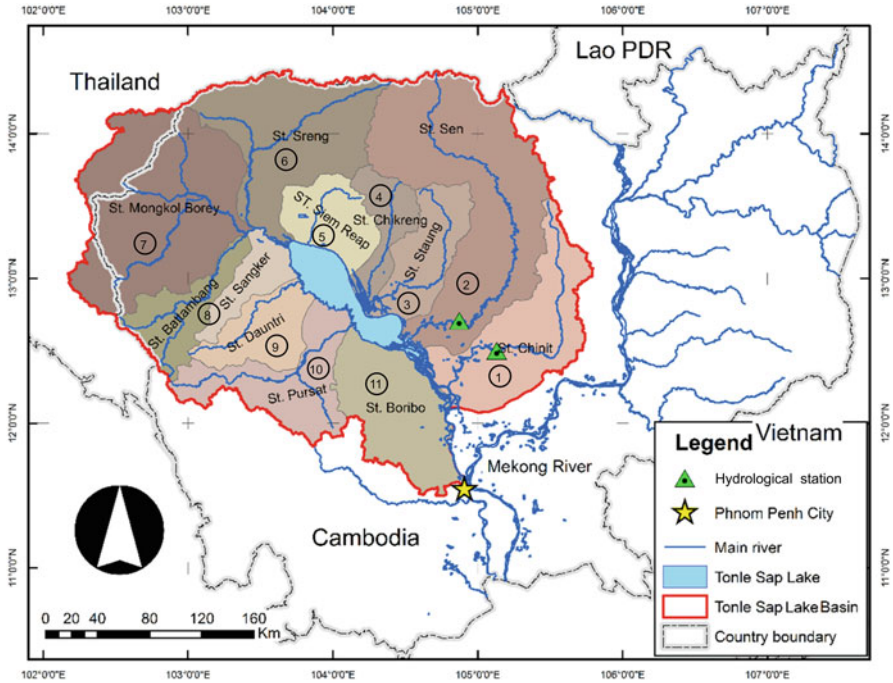 102°0'0"E 103°0'0"E 104°0'0"E 105°0'0"E 106°0'0"E 107°0'0"E
Lao PDR
Thailand
14°0'0"N 14°0'0"N
St. Sen
St. Sreng
6
4
ST. Siem Reap
St. Chikreng
St. Mongkol Borey
5
St. Staung
7
13°0'0"N 13°0'0"N
St. Sangker
2
3
St. Battambang
8
St. Dauntri
9
St. Chinit
10
11
1
St. Pursat
St. Boribo
12°0'0"N 12°0'0"N
Vietnam
Mekong River
Cambodia
11°0'0"N 11°0'0"N
Legend
Hydrological station
Phnom Penh City
Main river
Tonle Sap Lake
Tonle Sap Lake Basin
Country boundary
0 20 40 80 120 160
Km
102°0'0"E 103°0'0"E 104°0'0"E 105°0'0"E 106°0'0"E 107°0'0"E